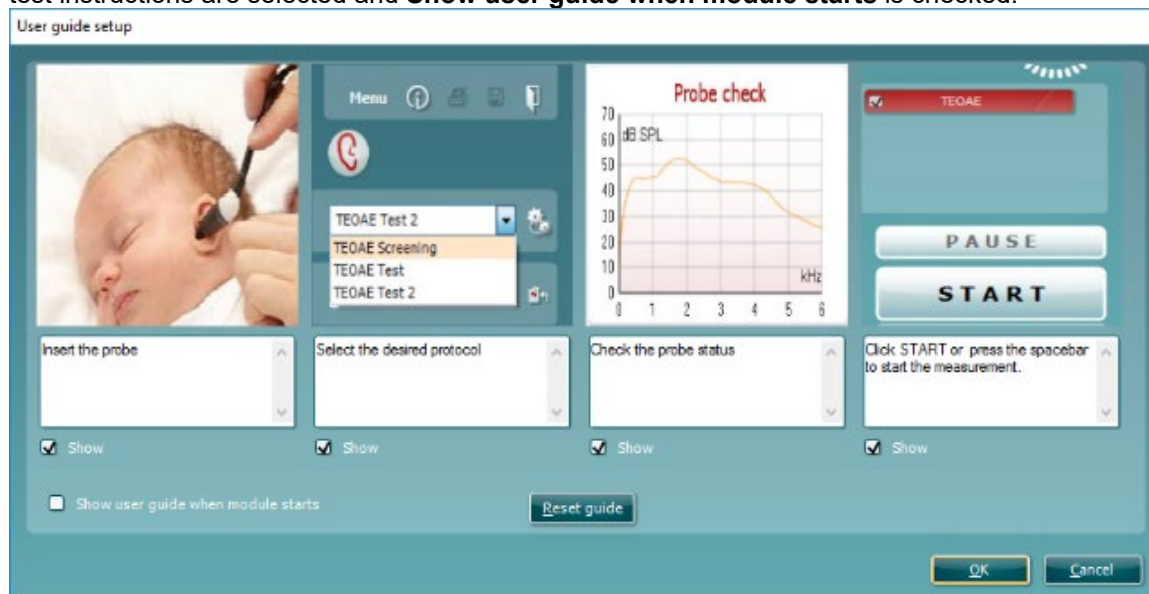 test instructions are selected and Show user guide when module starts is checked.
User guide setup
Menu
TEOAE Test 2
TEOAE Screening
TEOAE Test
TEOAE Test 2
Probe check
70
dB SPL
60
50
40
30
20
10
0
kHz
0 1 2 3 4 5 6
TEOAE
PAUSE
START
Insert the probe
Select the desired protocol
Check the probe status
Click START or press the spacebar
to start the measurement.
Show
Show
Show
Show
Show user guide when module starts
Reset guide
OK
Cancel